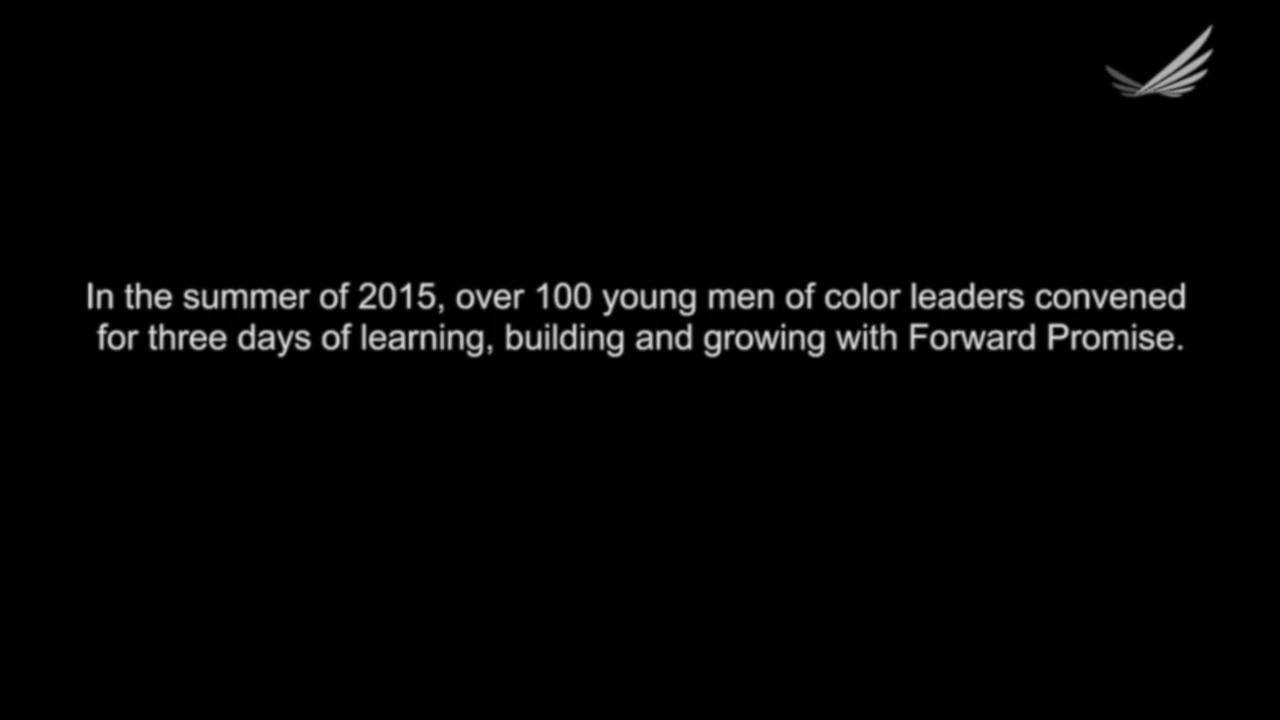 In the summer of 2015, over 100 young men of color leaders convened
for three days of learning, building and growing with Forward Promise.